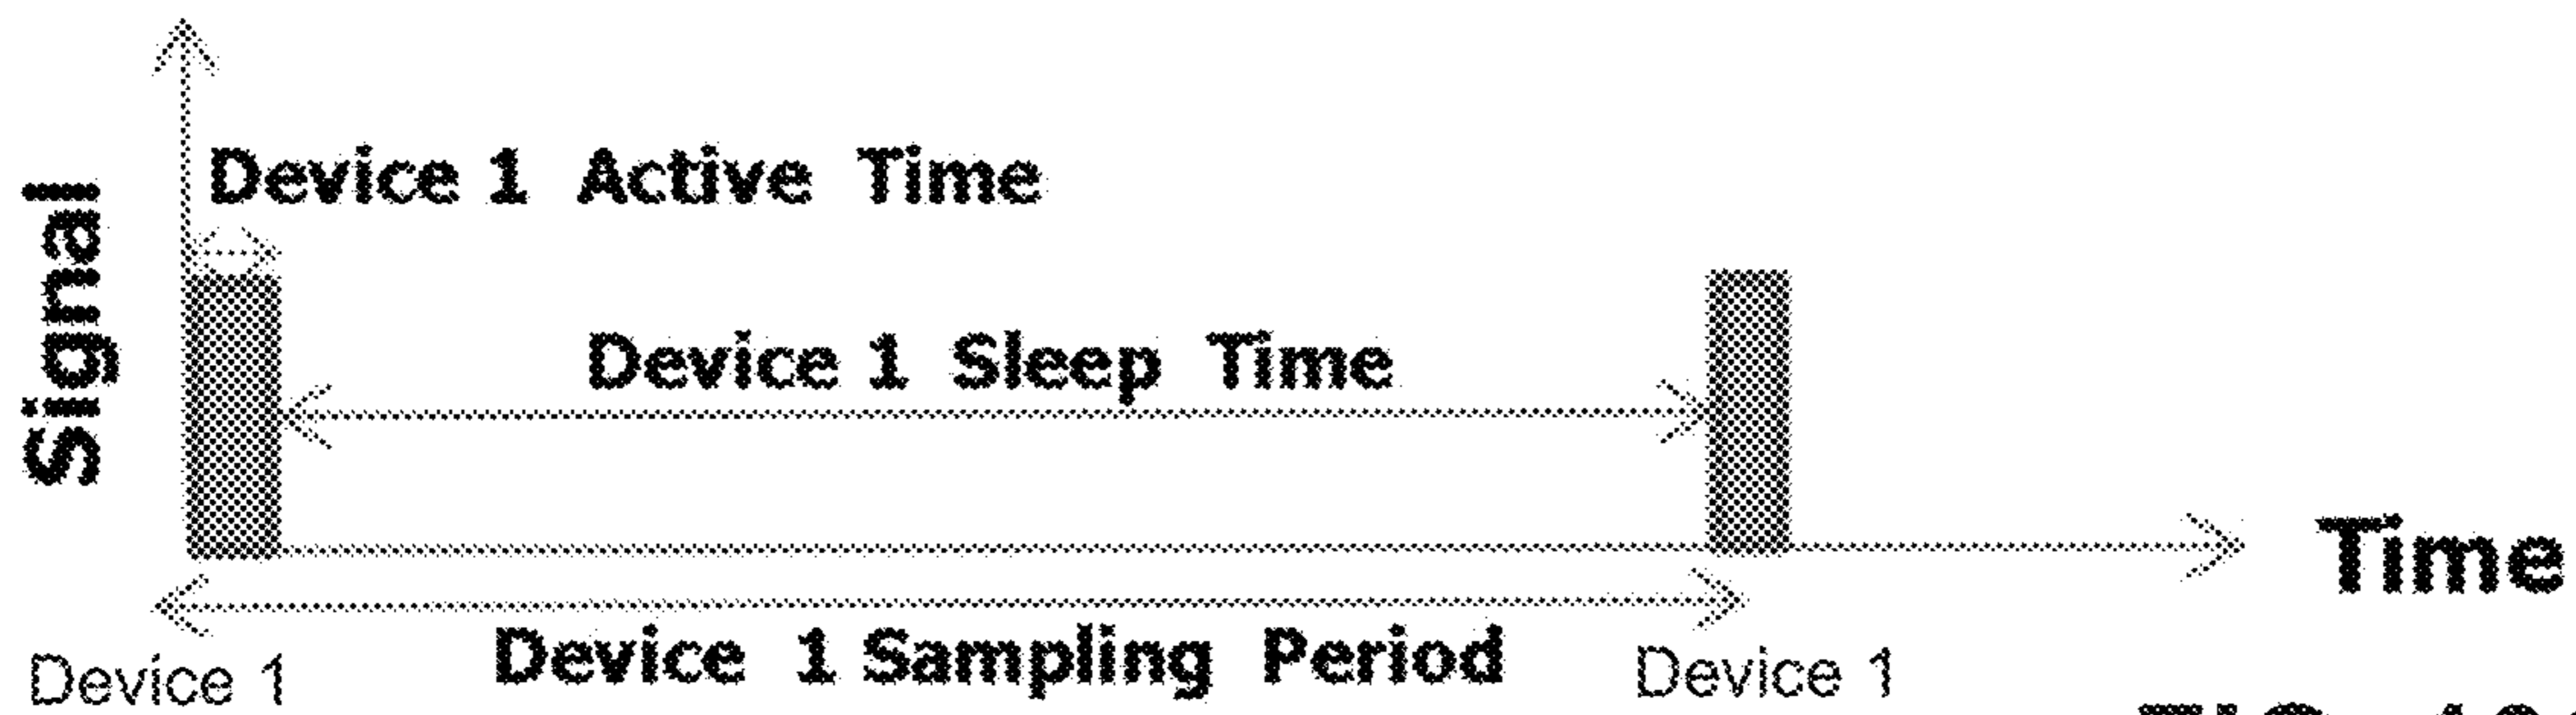 Signal
Device 1 Active Time
Device 1 Sleep Time
Time
Device 1 Sampling Period
Device 1
Device 1